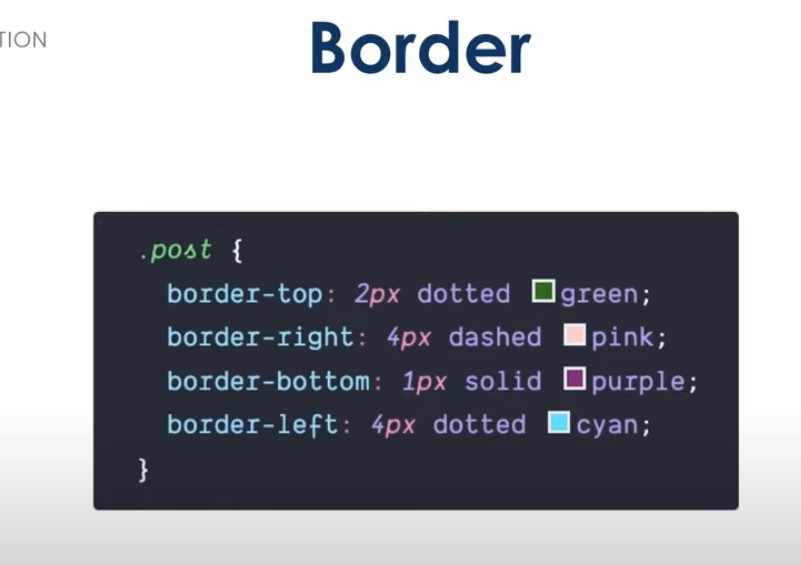 TION
Border
.post {
border-top: 2px dotted green;
border-right: 4px dashed pink;
border-bottom: 1px solid purple;
border-left: 4px dotted cyan;
}